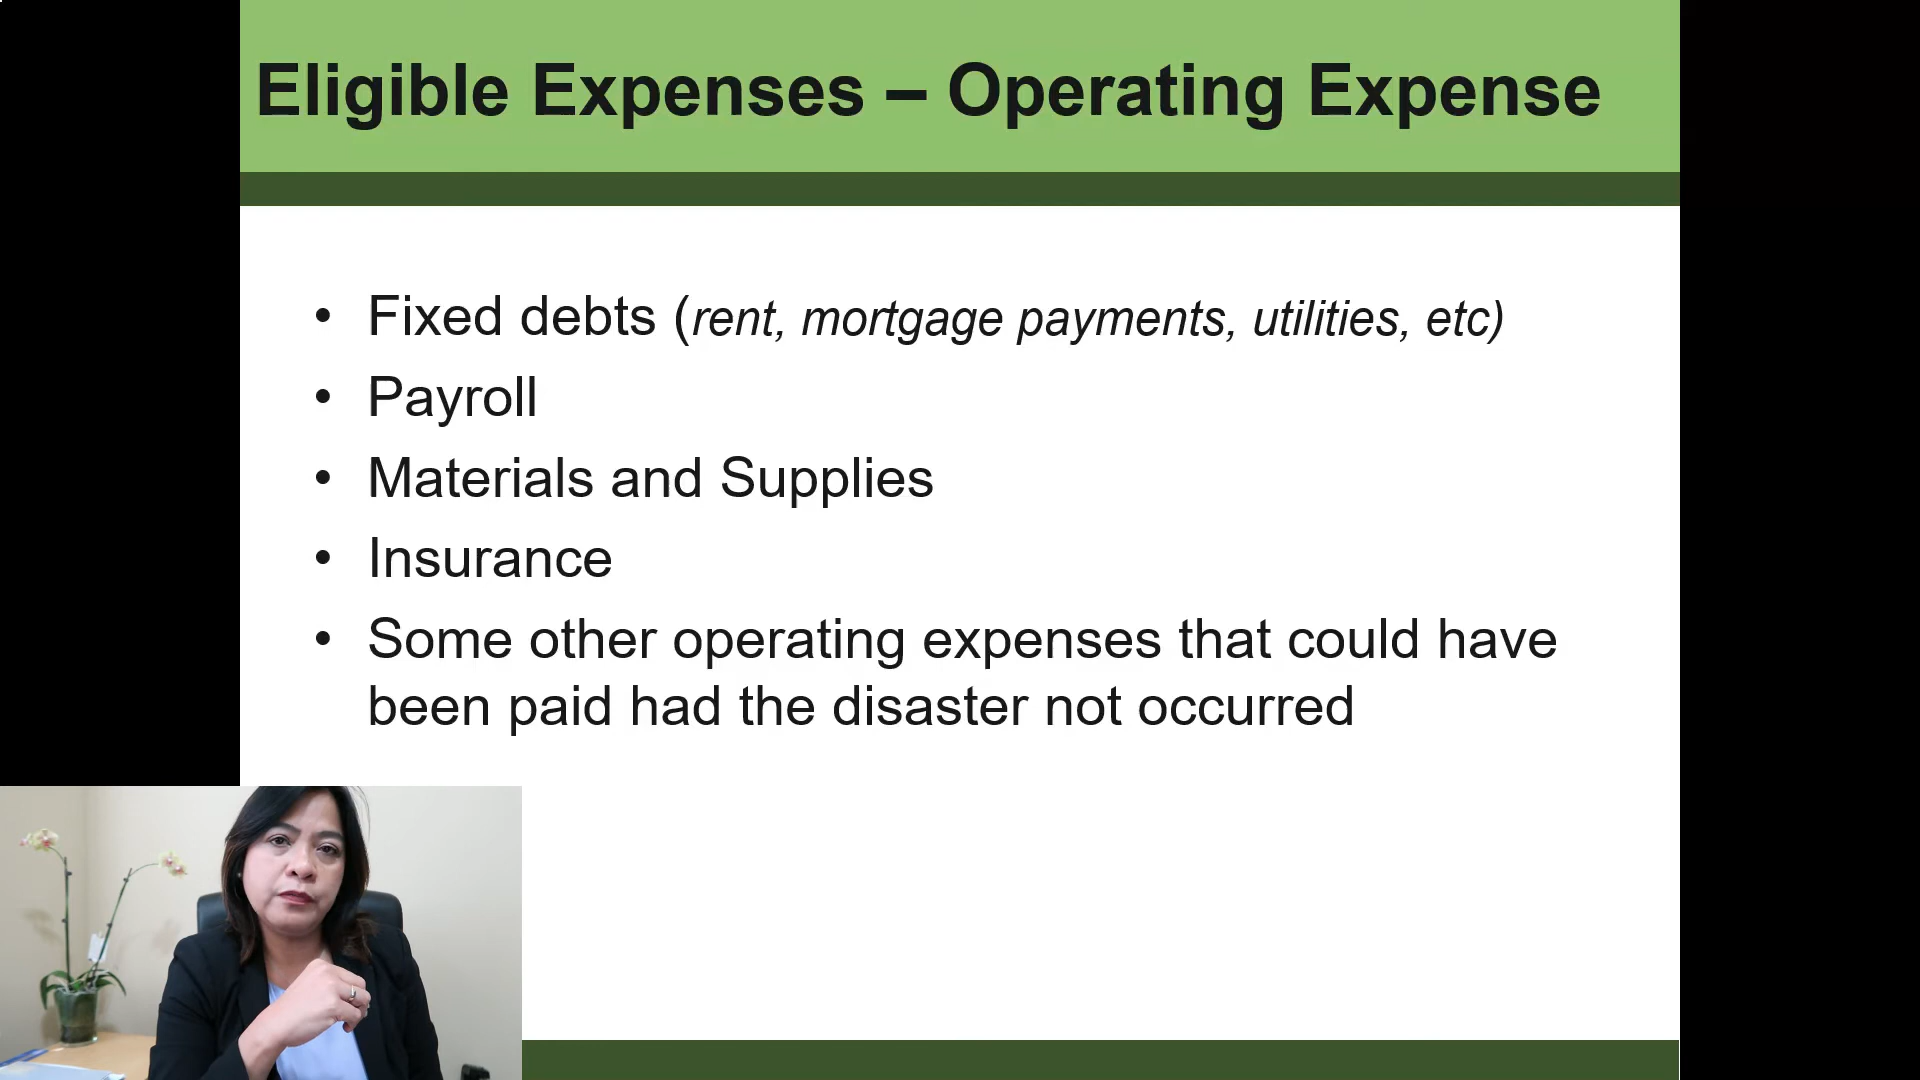 Eligible Expenses – Operating Expense
• Fixed debts (rent, mortgage payments, utilities, etc)
• Payroll
• Materials and Supplies
• Insurance
• Some other operating expenses that could have
been paid had the disaster not occurred